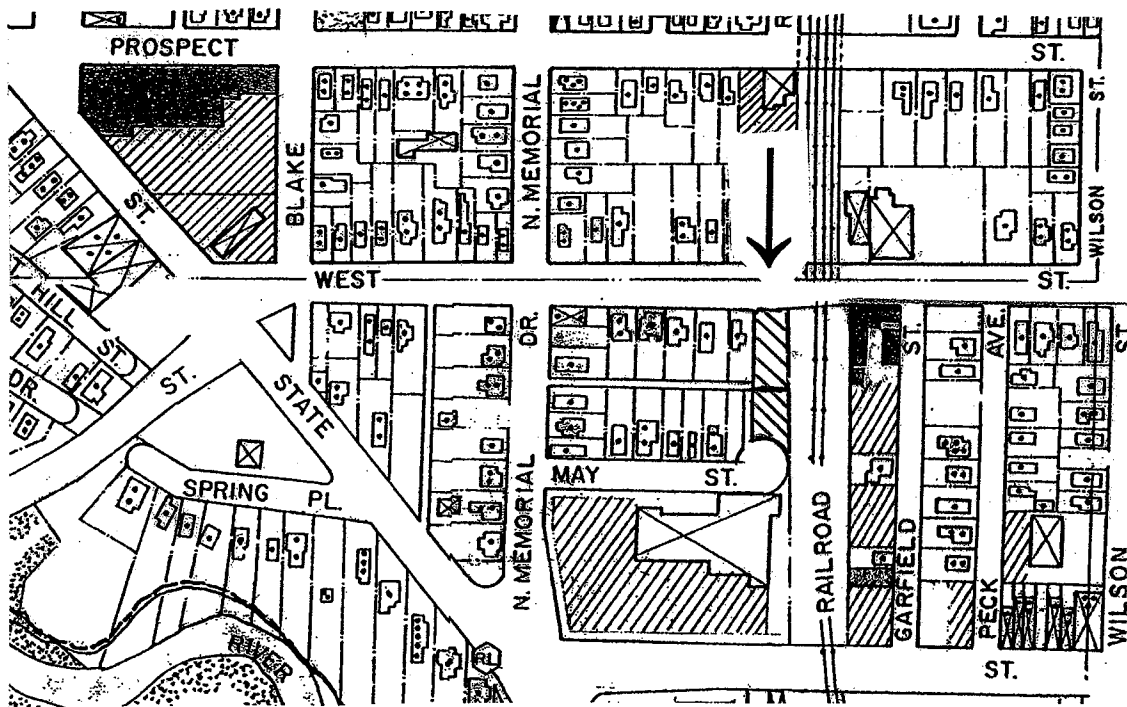 PROSPECT ST.
ST.
BLAKE
N. MEMORIAL
WILSON ST.
WEST ST.
HILL ST.
DR.
ST.
STATE
DR.
ST.
AVE.
ST.
MAY ST.
SPRING PL.
N. MEMORIAL
RAILROAD
GARFIELD
PECK
WILSON
RIVER
ST.